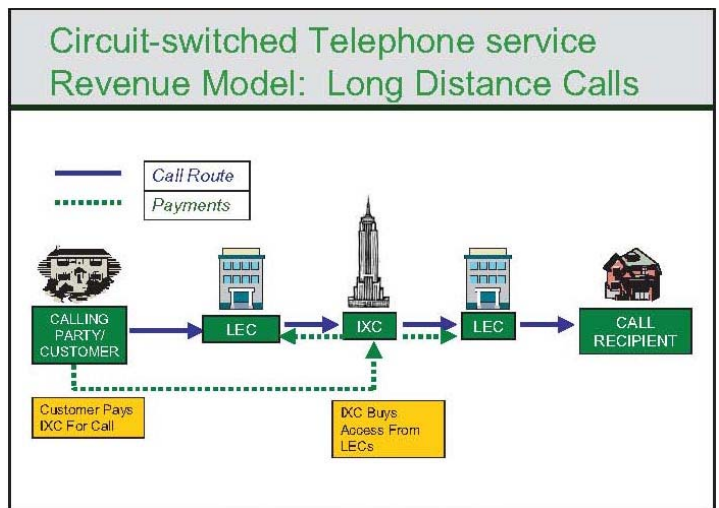 Circuit-switched Telephone service
Revenue Model: Long Distance Calls
Call Route
Payments
CALLING
PARTY/
CUSTOMER
LEC
IXC
LEC
CALL
RECIPIENT
Customer Pays
IXC For Call
IXC Buys
Access From
LECs